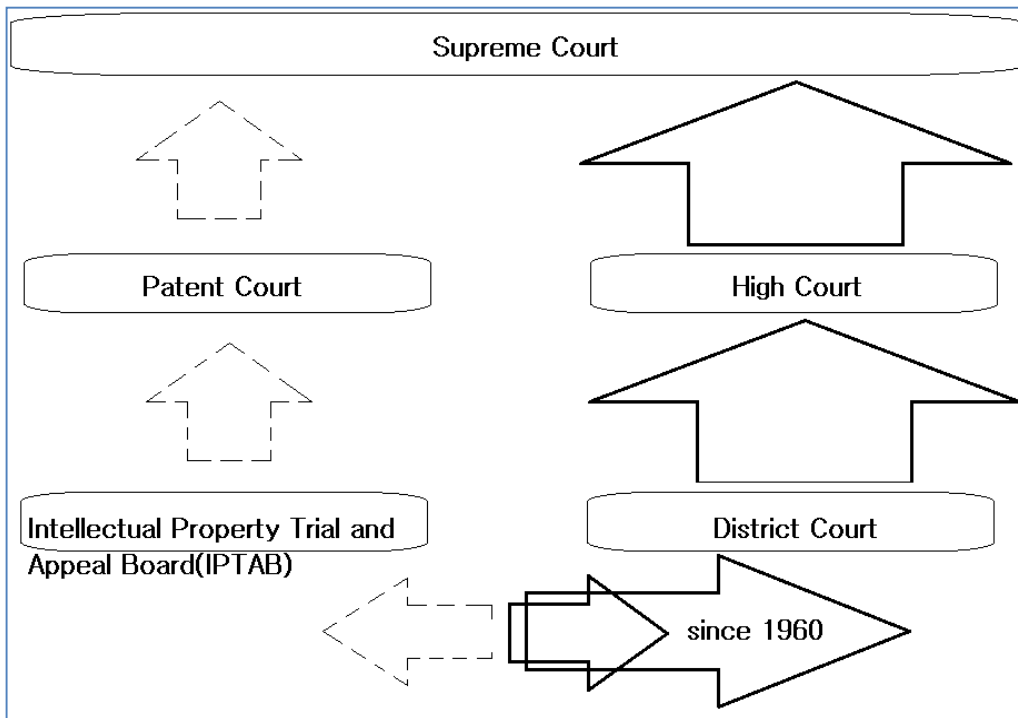 Supreme Court
Patent Court
High Court
Intellectual Property Trial and
Appeal Board(IPTAB)
District Court
since 1960